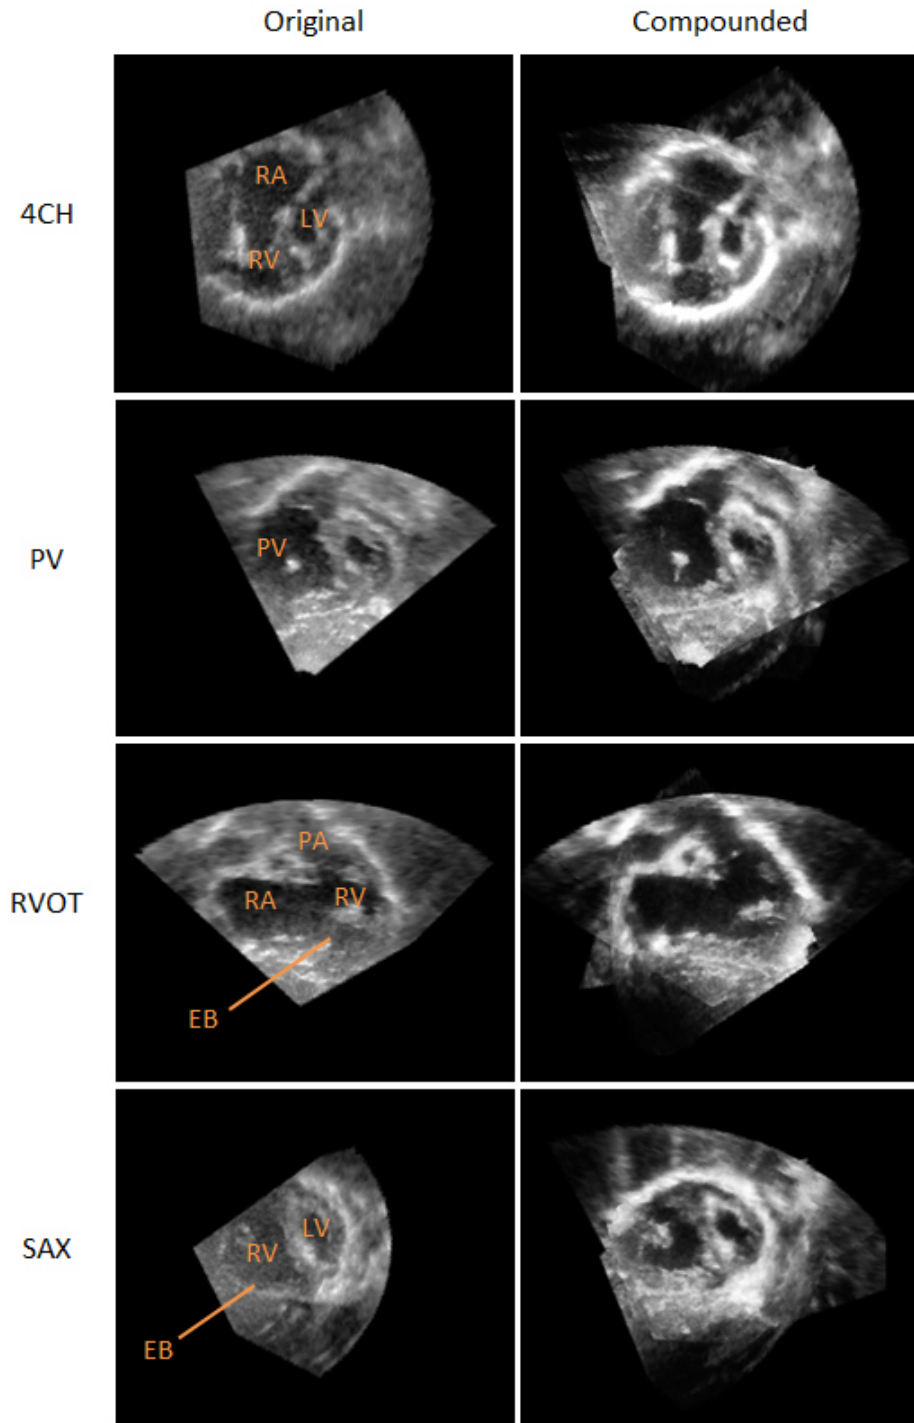 Original Compounded
4CH
RA
LV
RV
PV
PV
RVOT
PA
RA RV
EB
SAX
LV
RV
EB